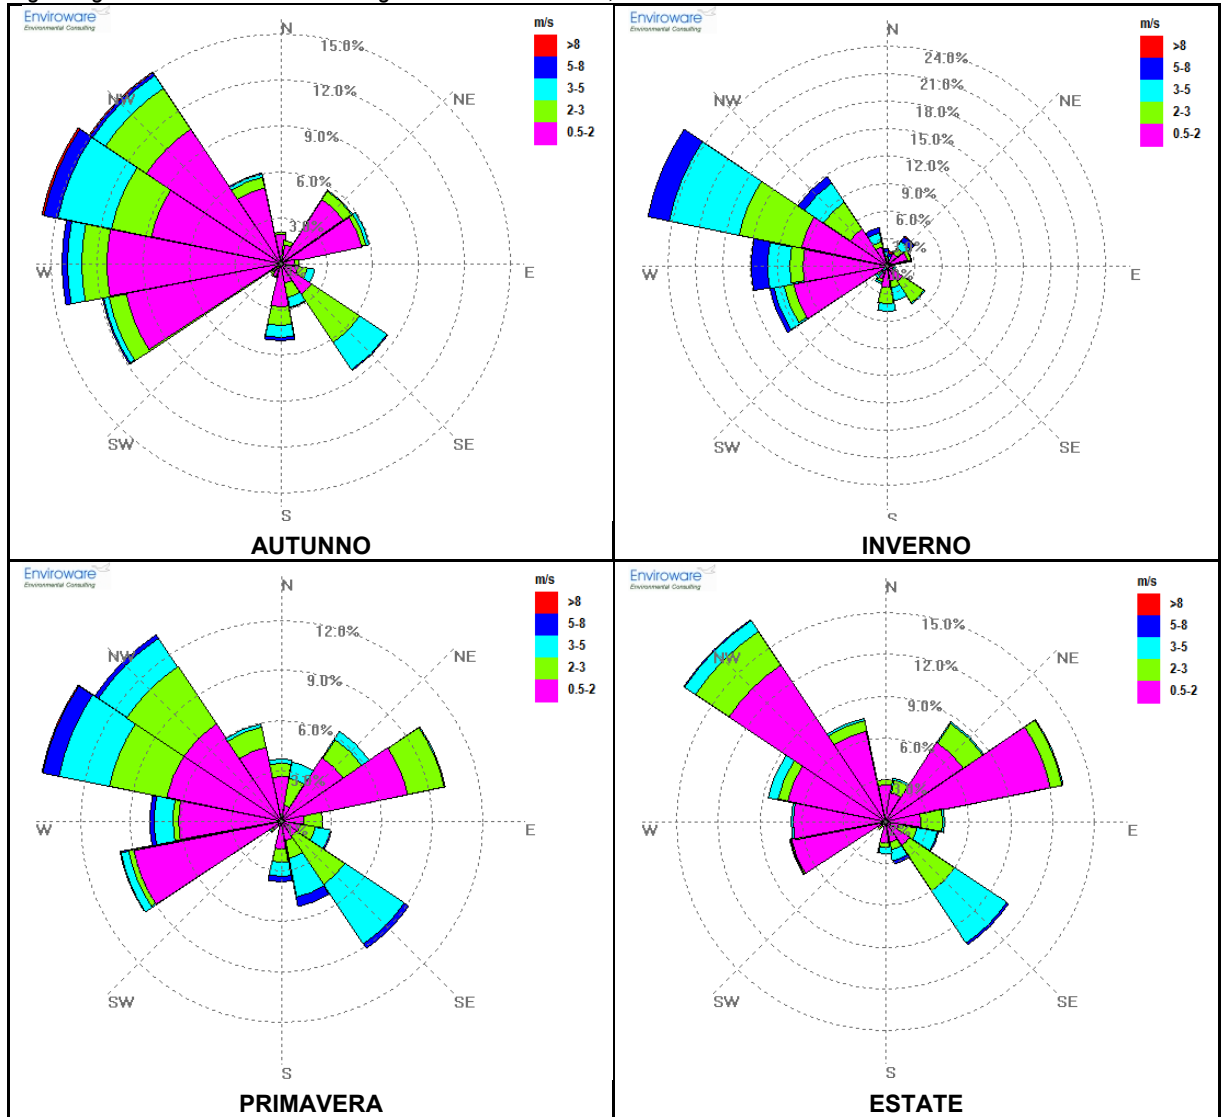 Enviroware
Environmental Consulting
m/s
>8
5-8
3-5
2-3
0.5-2
N
15.0%
12.0%
9.0%
6.0%
NW
NE
W
E
SW
SE
S
AUTUNNO
Enviroware
Environmental Consulting
m/s
>8
5-8
3-5
2-3
0.5-2
N
24.0%
21.0%
18.0%
15.0%
12.0%
9.0%
6.0%
NW
NE
W
E
SW
SE
S
INVERNO
Enviroware
Environmental Consulting
m/s
>8
5-8
3-5
2-3
0.5-2
N
12.0%
9.0%
6.0%
NW
NE
W
E
SW
SE
S
PRIMAVERA
Enviroware
Environmental Consulting
m/s
>8
5-8
3-5
2-3
0.5-2
N
15.0%
12.0%
9.0%
6.0%
NW
NE
W
E
SW
SE
S
ESTATE